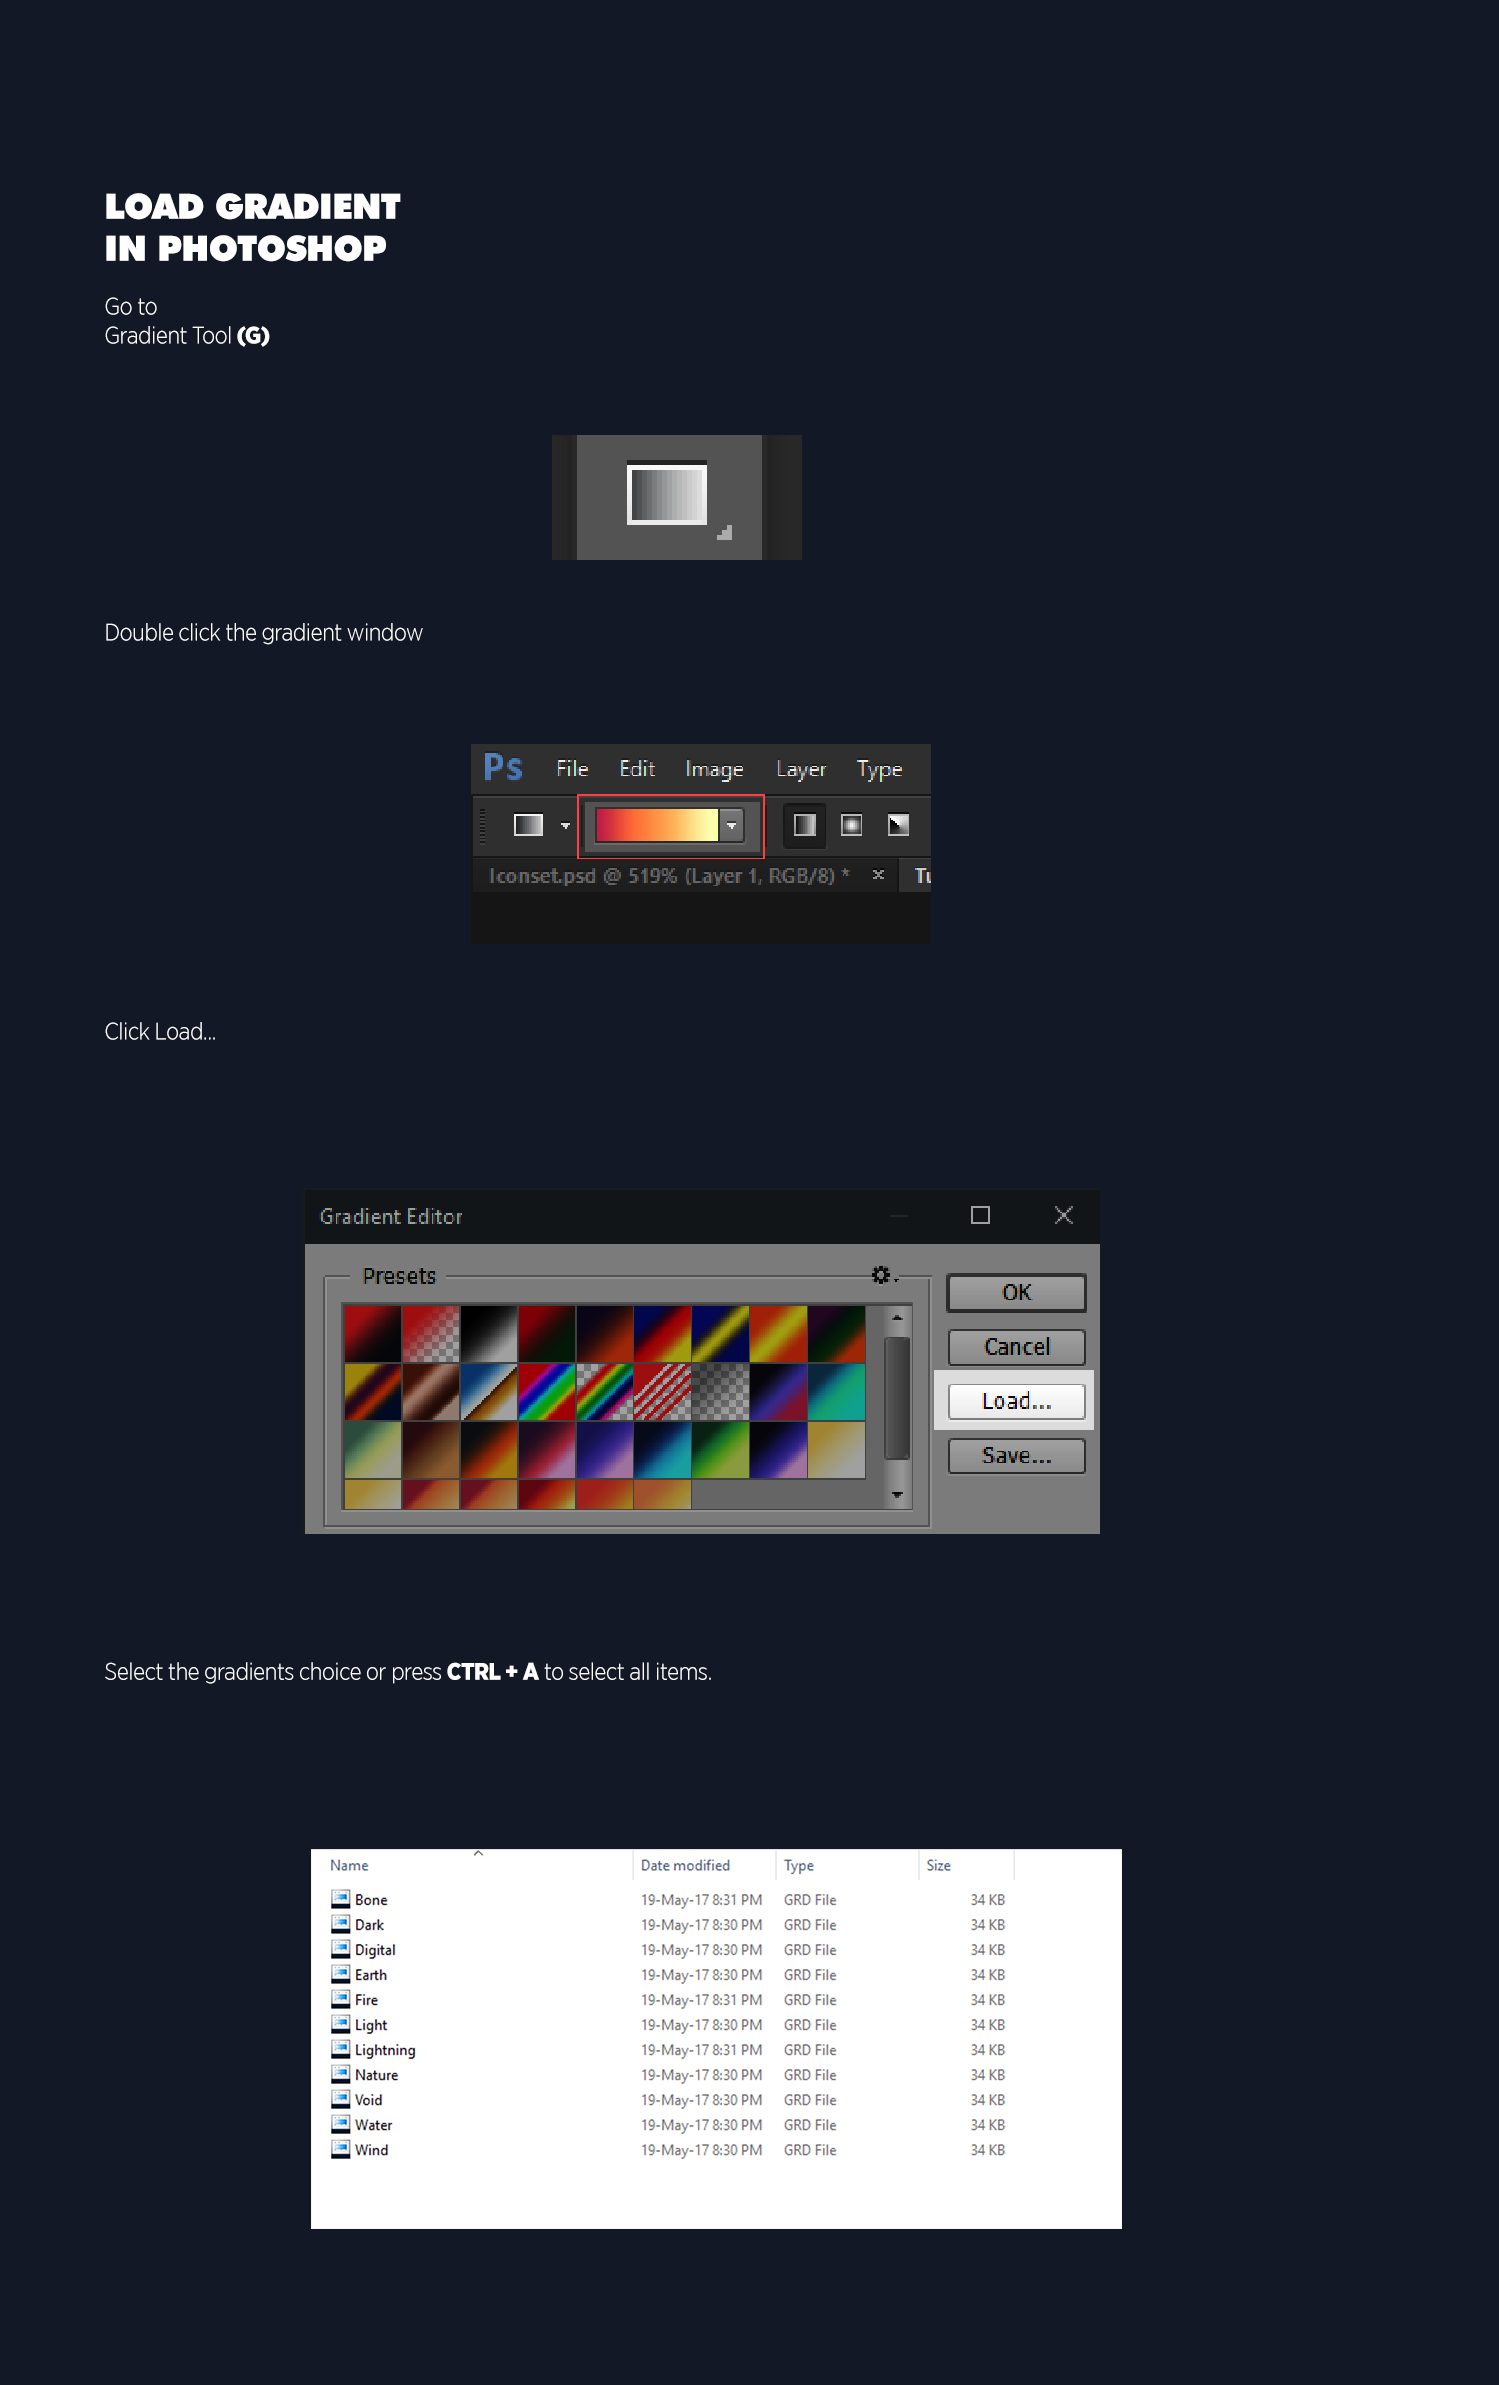 LOAD GRADIENT
IN PHOTOSHOP
Go to
Gradient Tool (G)
Double click the gradient window
Ps File Edit Image Layer Type
Iconset.psd @ 519% (Layer 1, RGB/8) * × Tu
Click Load...
Gradient Editor
Presets
OK
Cancel
Load...
Save...
Select the gradients choice or press CTRL + A to select all items.
Name Date modified Type Size
Bone 19-May-17 8:31 PM GRD File 34 KB
Dark 19-May-17 8:30 PM GRD File 34 KB
Digital 19-May-17 8:30 PM GRD File 34 KB
Earth 19-May-17 8:30 PM GRD File 34 KB
Fire 19-May-17 8:31 PM GRD File 34 KB
Light 19-May-17 8:30 PM GRD File 34 KB
Lightning 19-May-17 8:31 PM GRD File 34 KB
Nature 19-May-17 8:30 PM GRD File 34 KB
Void 19-May-17 8:30 PM GRD File 34 KB
Water 19-May-17 8:30 PM GRD File 34 KB
Wind 19-May-17 8:30 PM GRD File 34 KB